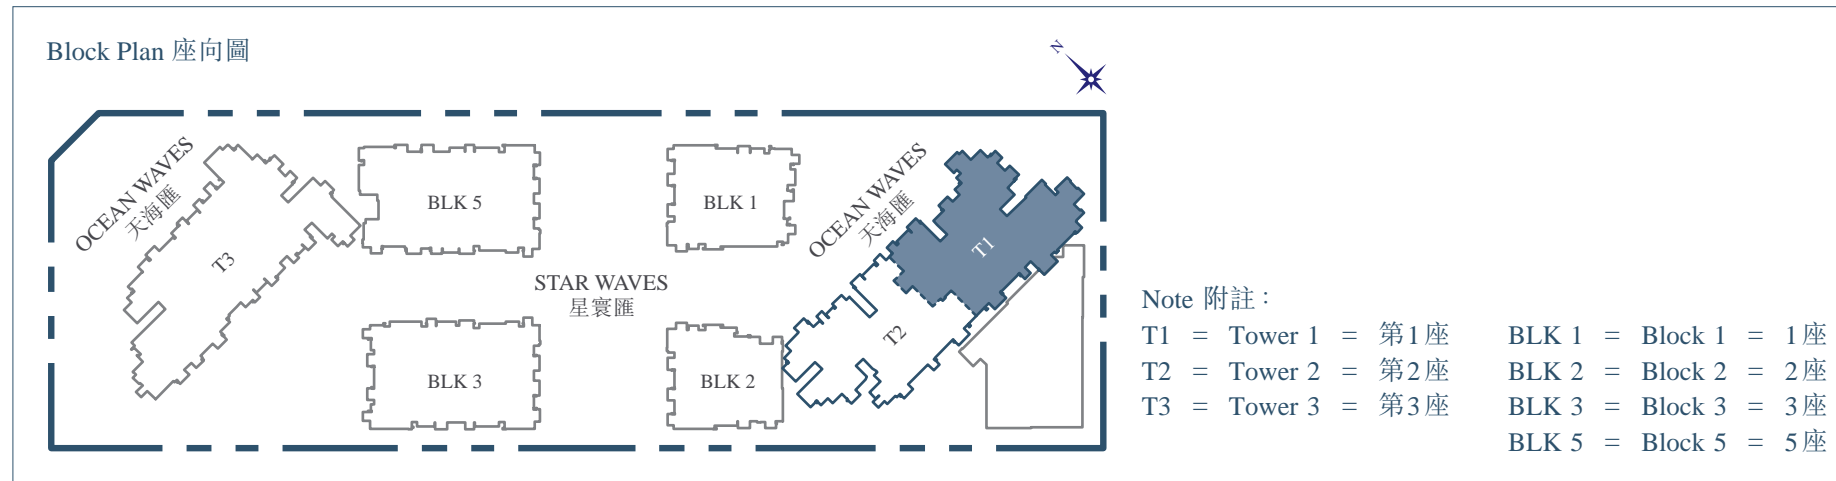 Block Plan 座向圖
N
OCEAN WAVES
天海匯
T3
BLK 5
BLK 1
OCEAN WAVES
天海匯
T1
STAR WAVES
星寰匯
BLK 3
BLK 2
T2
Note 附註：
T1 = Tower 1 = 第1座 BLK 1 = Block 1 = 1座
T2 = Tower 2 = 第2座 BLK 2 = Block 2 = 2座
T3 = Tower 3 = 第3座 BLK 3 = Block 3 = 3座
BLK 5 = Block 5 = 5座